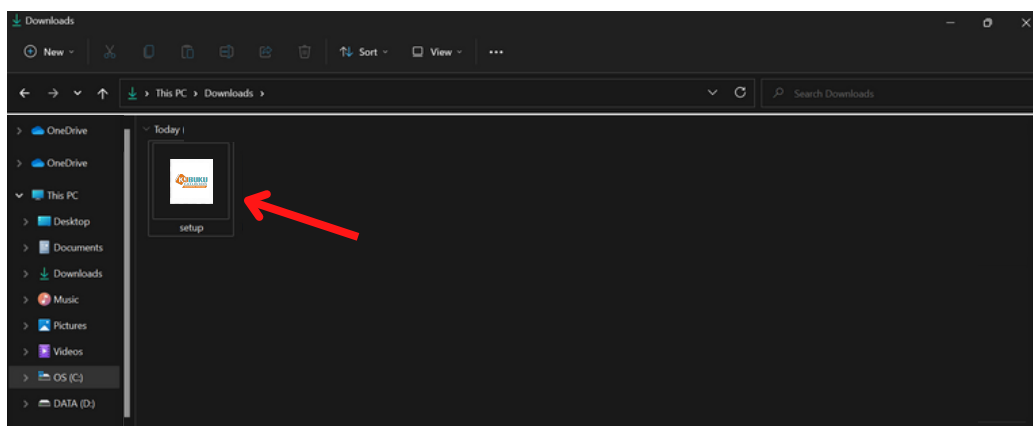 Downloads
New
Sort
View
This PC > Downloads >
Search Downloads
OneDrive
OneDrive
This PC
Desktop
Documents
Downloads
Music
Pictures
Videos
OS (C:)
DATA (D:)
Today
setup